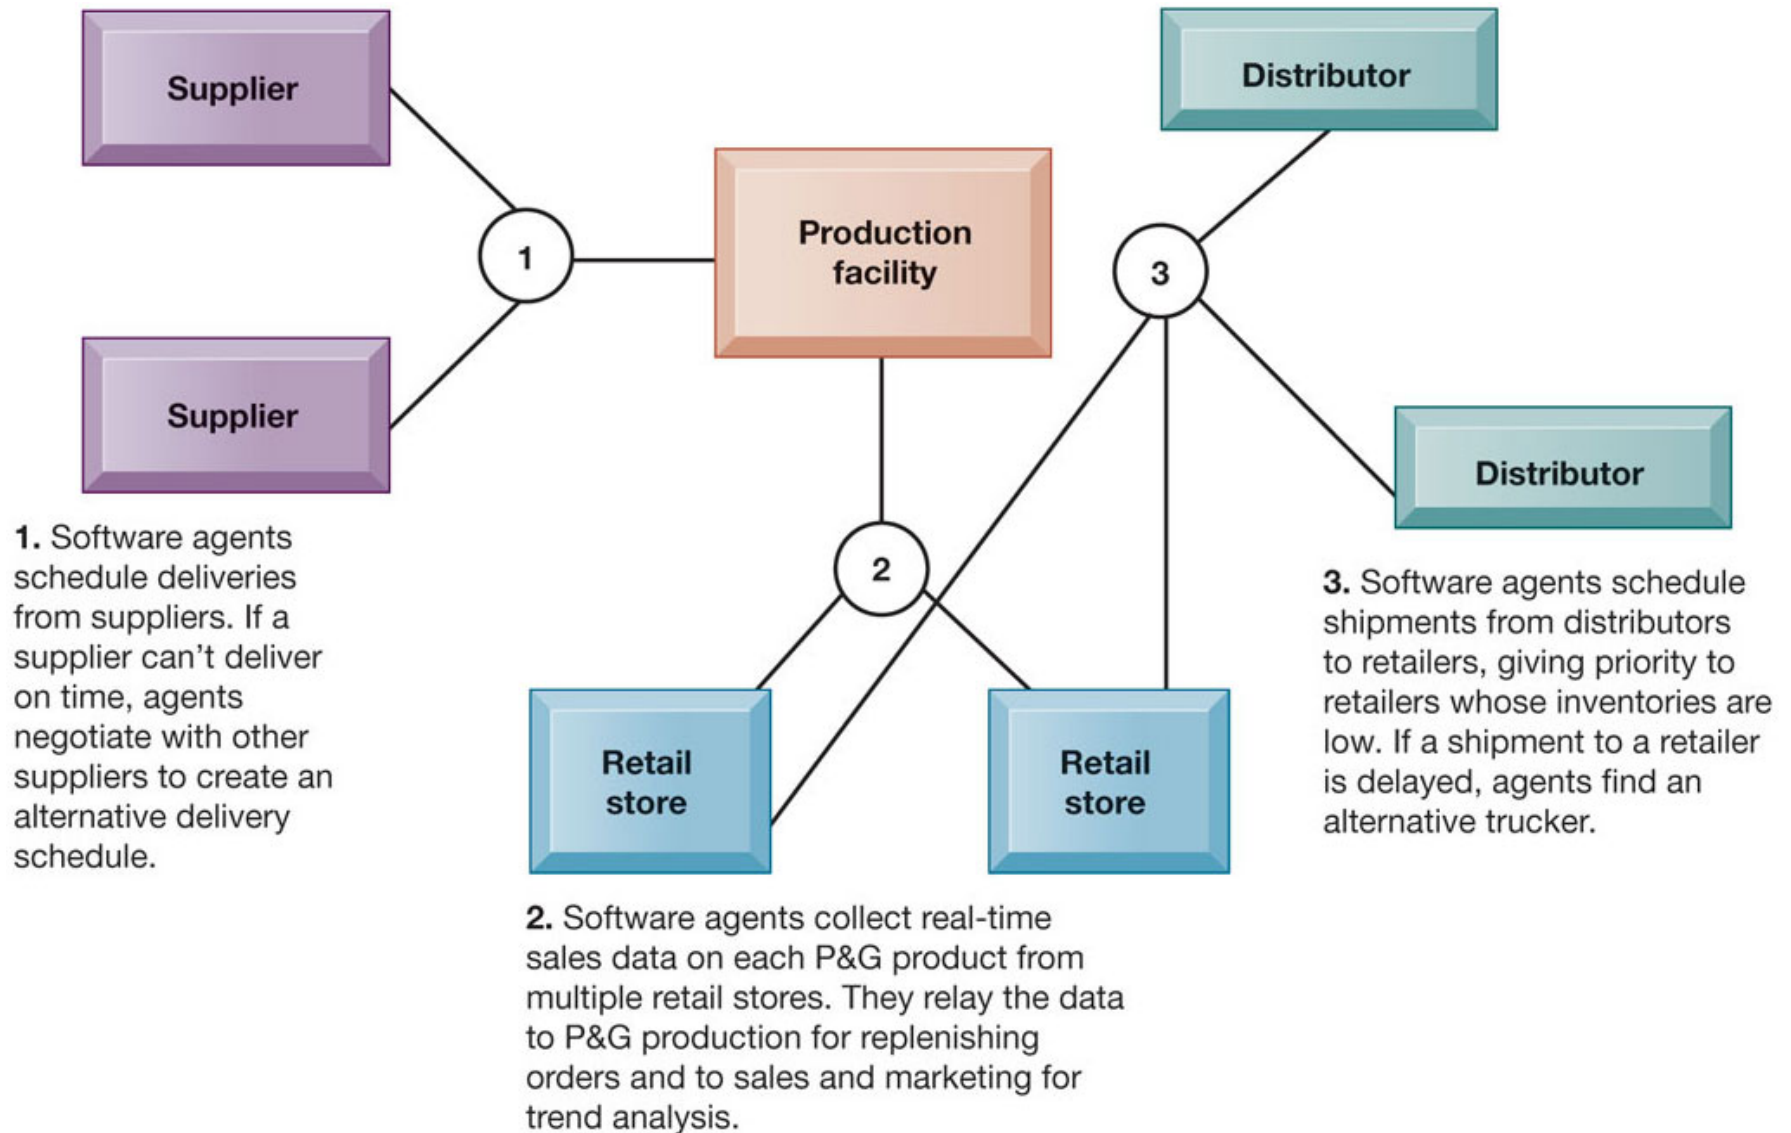 Supplier
Distributor
Production
facility
1
3
Supplier
Distributor
2
Retail
store
Retail
store
1. Software agents
schedule deliveries
from suppliers. If a
supplier can’t deliver
on time, agents
negotiate with other
suppliers to create an
alternative delivery
schedule.
2. Software agents collect real-time
sales data on each P&G product from
multiple retail stores. They relay the data
to P&G production for replenishing
orders and to sales and marketing for
trend analysis.
3. Software agents schedule
shipments from distributors
to retailers, giving priority to
retailers whose inventories are
low. If a shipment to a retailer
is delayed, agents find an
alternative trucker.